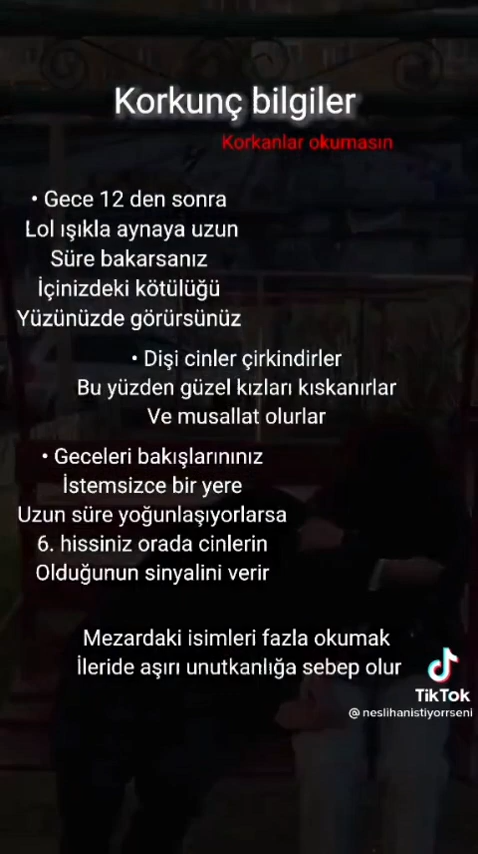 Korkunç bilgiler
Korkanlar okumasın
• Gece 12 den sonra
Lol ışıkla aynaya uzun
Süre bakarsanız
İçinizdeki kötülüğü
Yüzünüzde görürsünüz
• Dişi cinler çirkindirler
Bu yüzden güzel kızları kıskanırlar
Ve musallat olurlar
• Geceleri bakışlarınınız
İstemsizce bir yere
Uzun süre yoğunlaşıyorlarsa
6. hissiniz orada cinlerin
Olduğunun sinyalini verir
Mezardaki isimleri fazla okumak
İleride aşırı unutkanlığa sebep olur
TikTok
@neslihanistiyorrseni